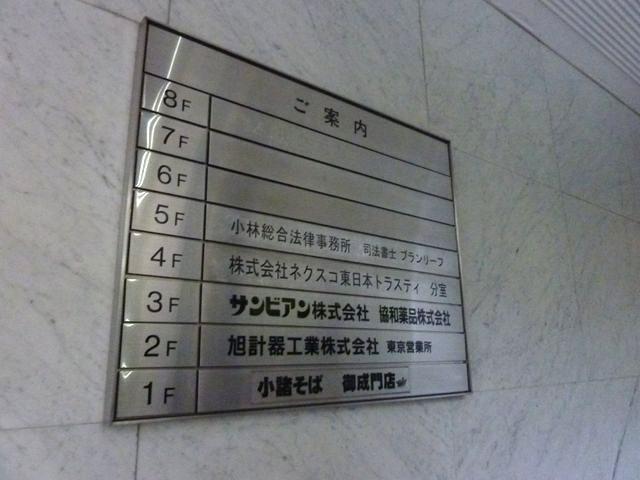 ご案内
8F
7F
6F
5F 小林総合法律事務所 司法書士 ブランリーフ
4F 株式会社ネクスコ東日本トラスティ 分室
3F サンビアン株式会社 協和薬品株式会社
2F 旭計器工業株式会社 東京営業所
1F 小諸そば 御成門店